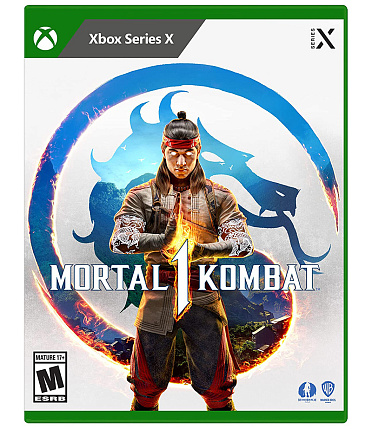 Xbox Series X
SERIES X
MORTAL 1 KOMBAT
MATURE 17+
M
ESRB